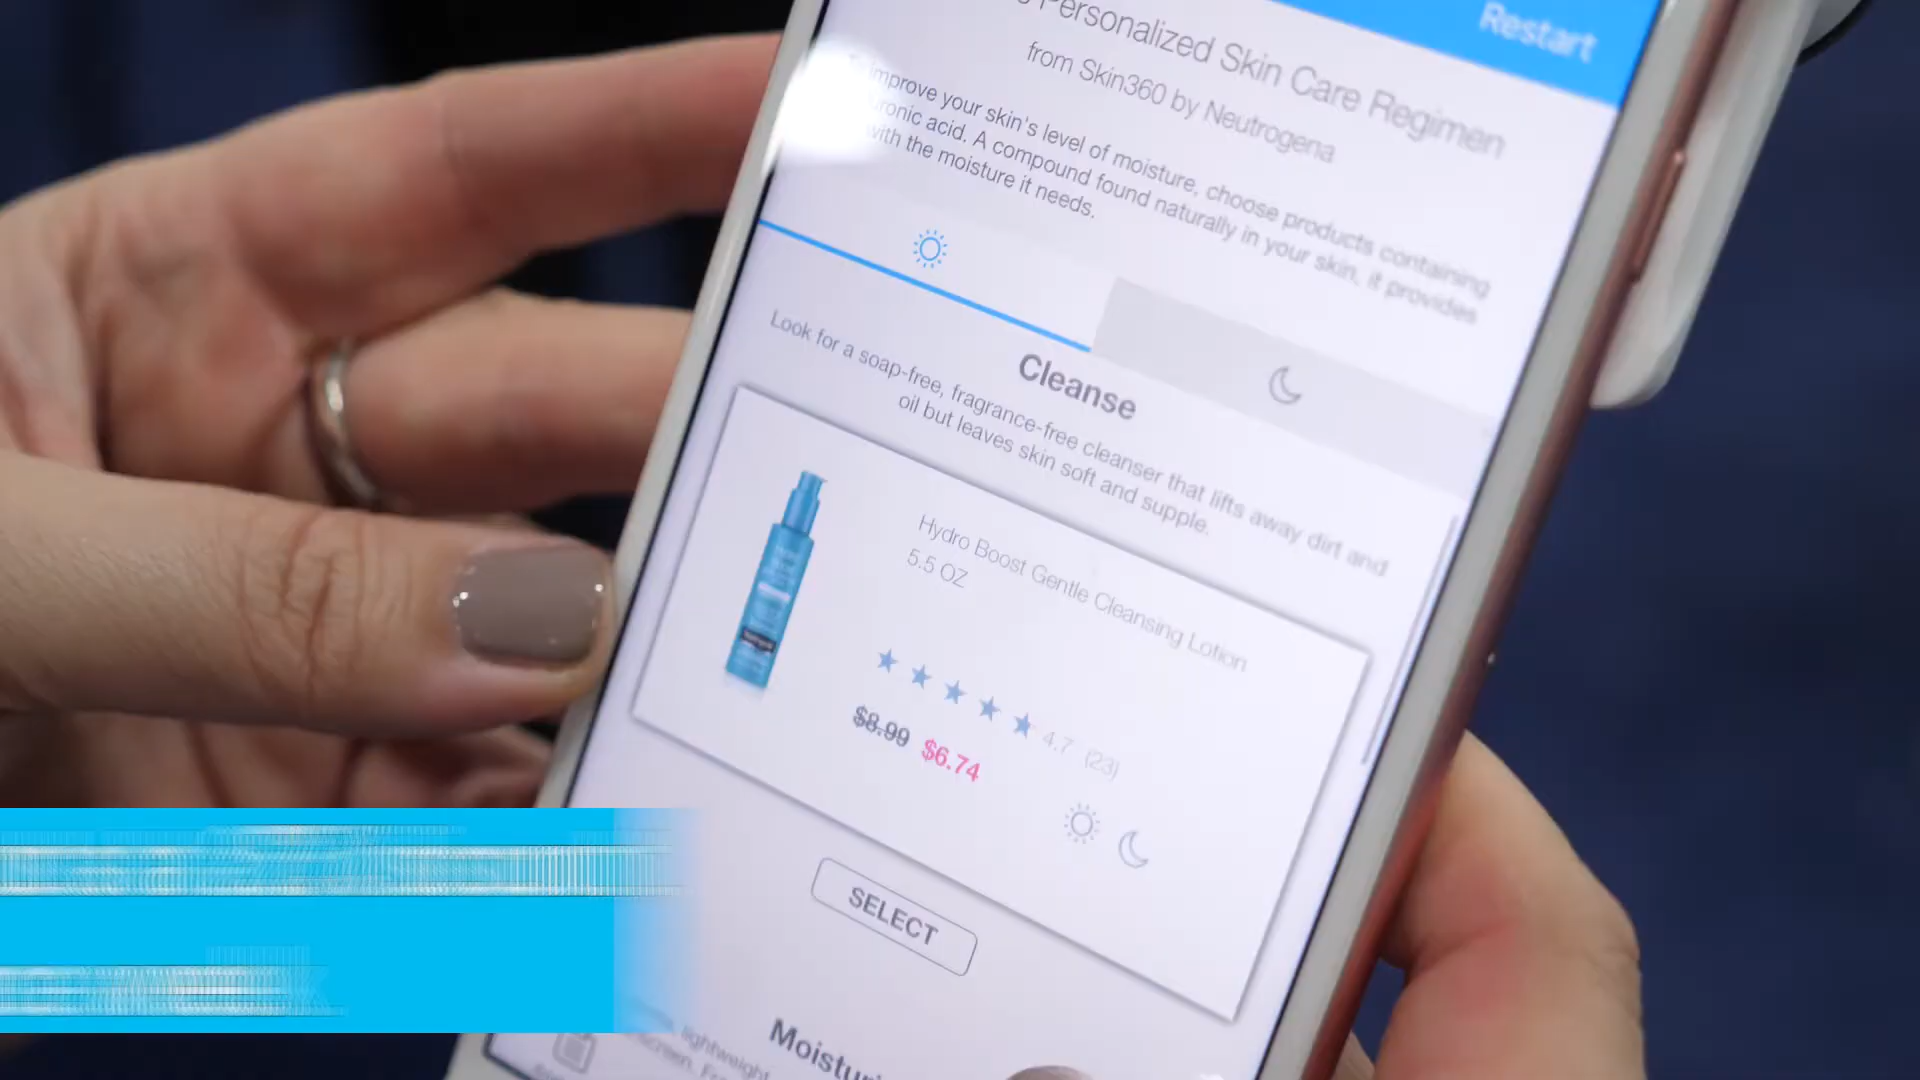 Restart
Personalized Skin Care Regimen
from Skin360 by Neutrogena
improve your skin's level of moisture, choose products containing
acid. A compound found naturally in your skin, it provides
with the moisture it needs.
Cleanse
Look for a soap-free, fragrance-free cleanser that lifts away dirt and
oil but leaves skin soft and supple.
Hydro Boost Gentle Cleansing Lotion
5.5 OZ
4.7 (23)
$8.99 $6.74
SELECT
lightweight